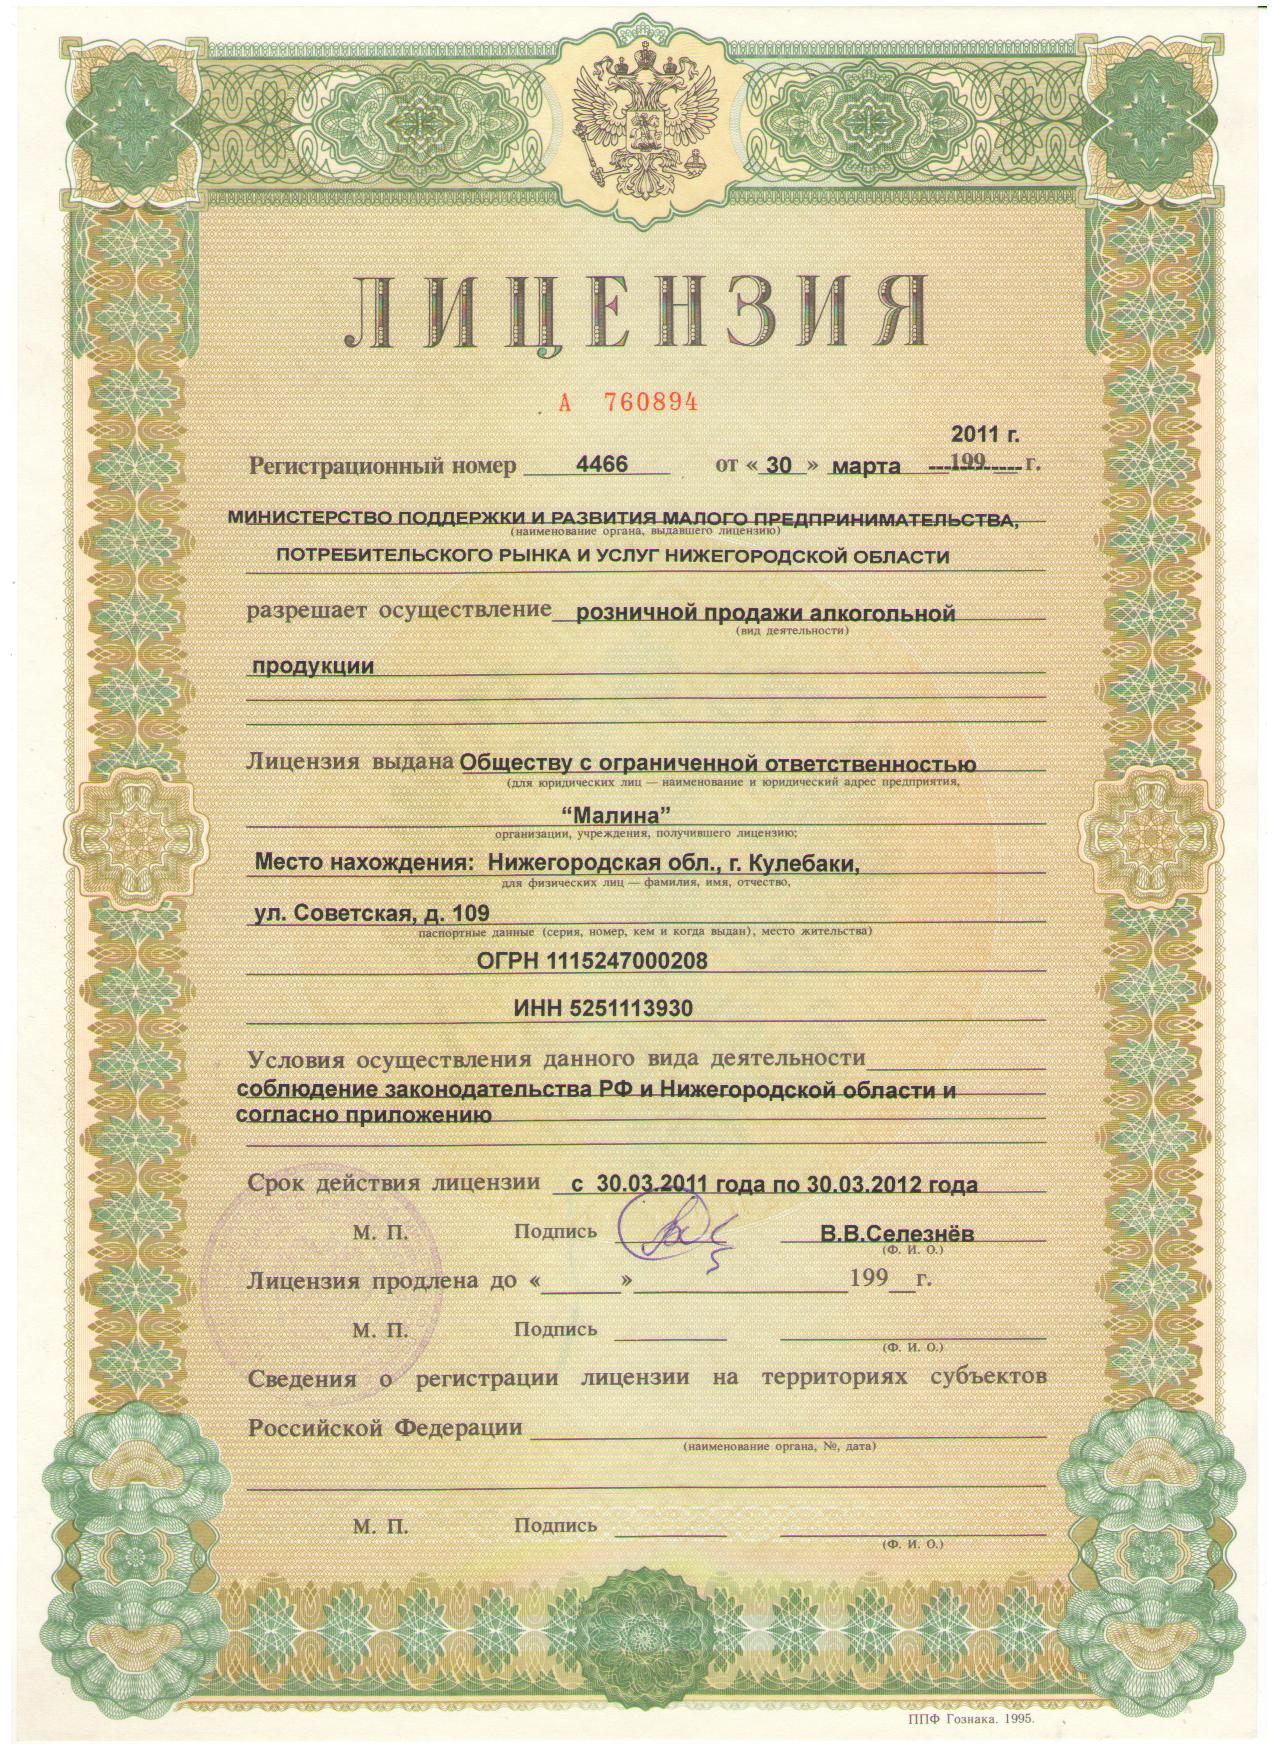 ЛИЦЕНЗИЯ
А 760894
2011 г.
Регистрационный номер 4466 от « 30 » марта 199 г.
МИНИСТЕРСТВО ПОДДЕРЖКИ И РАЗВИТИЯ МАЛОГО ПРЕДПРИНИМАТЕЛЬСТВА,
(наименование органа, выдавшего лицензию)
ПОТРЕБИТЕЛЬСКОГО РЫНКА И УСЛУГ НИЖЕГОРОДСКОЙ ОБЛАСТИ
разрешает осуществление розничной продажи алкогольной
(вид деятельности)
продукции
Лицензия выдана Обществу с ограниченной ответственностью
(для юридических лиц — наименование и юридический адрес предприятия,
“Малина”
организации, учреждения, получившего лицензию;
Место нахождения: Нижегородская обл., г. Кулебаки,
для физических лиц — фамилия, имя, отчество,
ул. Советская, д. 109
паспортные данные (серия, номер, кем и когда выдан), место жительства)
ОГРН 1115247000208
ИНН 5251113930
Условия осуществления данного вида деятельности
соблюдение законодательства РФ и Нижегородской области и
согласно приложению
Срок действия лицензии с 30.03.2011 года по 30.03.2012 года
М. П. Подпись В.В.Селезнёв
(Ф. И. О.)
Лицензия продлена до « » 199 г.
М. П. Подпись
(Ф. И. О.)
Сведения о регистрации лицензии на территориях субъектов
Российской Федерации
(наименование органа, №, дата)
М. П. Подпись
(Ф. И. О.)
ППФ Гознака. 1995.